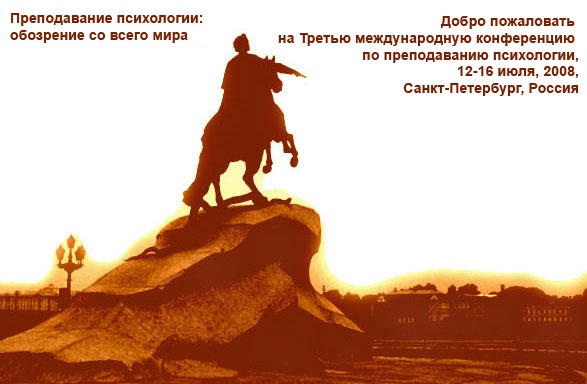 Преподавание психологии:
обозрение со всего мира
Добро пожаловать
на Третью международную конференцию
по преподаванию психологии,
12-16 июля, 2008,
Санкт-Петербург, Россия